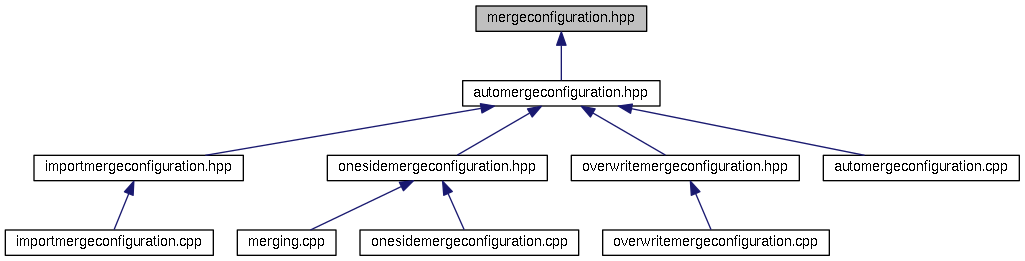 mergeconfiguration.hpp
automergeconfiguration.hpp
importmergeconfiguration.hpp
onesidemergeconfiguration.hpp
overwritemergeconfiguration.hpp
automergeconfiguration.cpp
importmergeconfiguration.cpp
merging.cpp
onesidemergeconfiguration.cpp
overwritemergeconfiguration.cpp